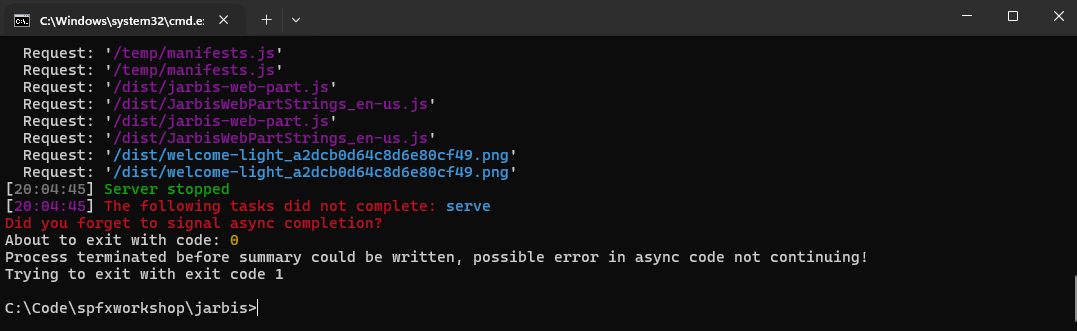 C:\Windows\system32\cmd.e
Request: '/temp/manifests.js'
Request: '/temp/manifests.js'
Request: '/dist/jarbis-web-part.js'
Request: '/dist/JarbisWebPartStrings_en-us.js'
Request: '/dist/jarbis-web-part.js'
Request: '/dist/JarbisWebPartStrings_en-us.js'
Request: '/dist/welcome-light_a2dcb0d64c8d6e80cf49.png'
Request: '/dist/welcome-light_a2dcb0d64c8d6e80cf49.png'
[20:04:45] Server stopped
[20:04:45] The following tasks did not complete: serve
Did you forget to signal async completion?
About to exit with code: 0
Process terminated before summary could be written, possible error in async code not continuing!
Trying to exit with exit code 1
C:\Code\spfxworkshop\jarbis>